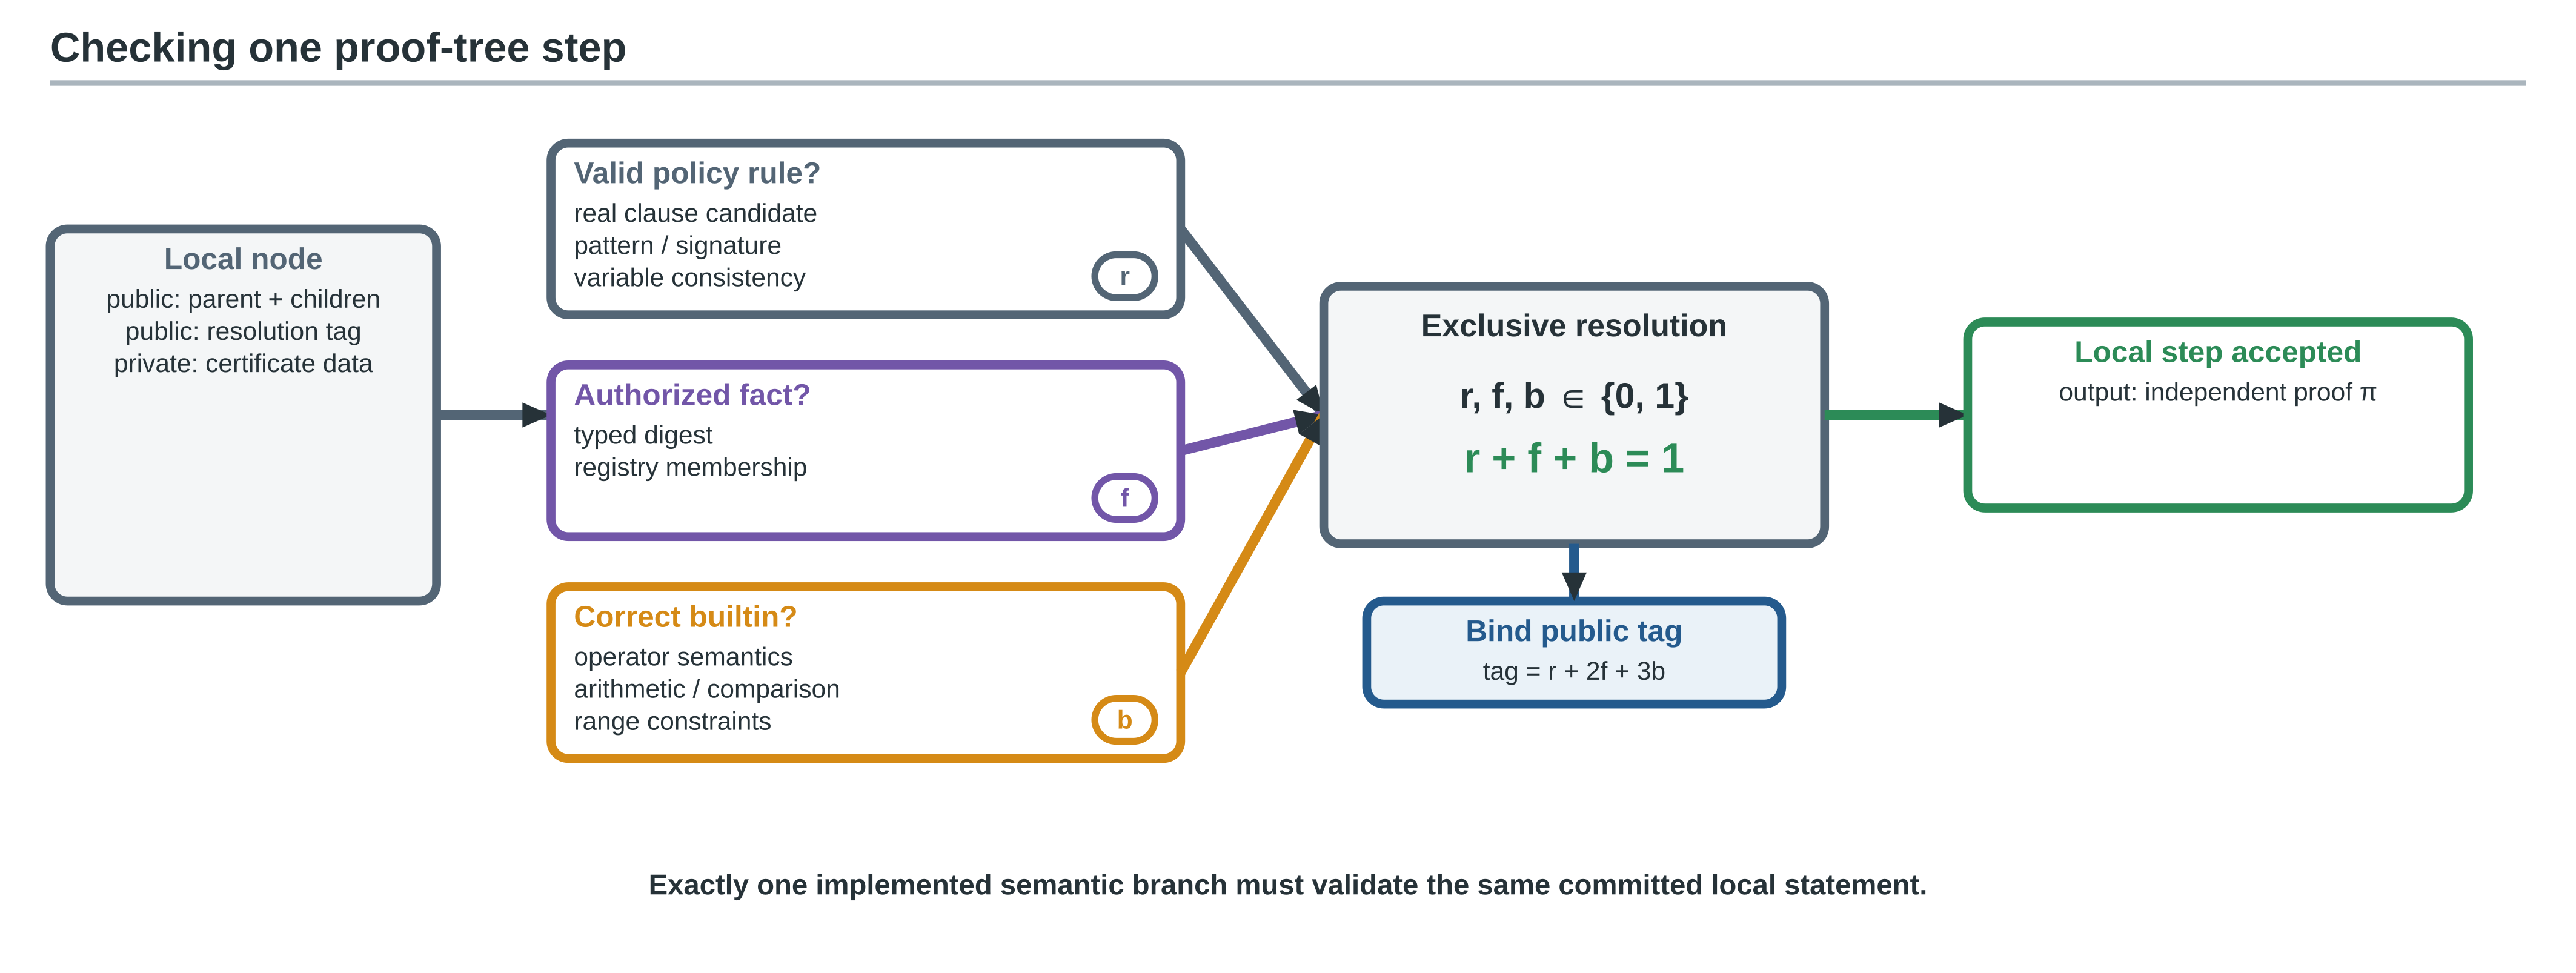 Checking one proof-tree step
Local node
public: parent + children
public: resolution tag
private: certificate data
Valid policy rule?
real clause candidate
pattern / signature
variable consistency
r
Authorized fact?
typed digest
registry membership
f
Correct builtin?
operator semantics
arithmetic / comparison
range constraints
b
Exclusive resolution
r, f, b ∈ {0, 1}
r + f + b = 1
Bind public tag
tag = r + 2f + 3b
Local step accepted
output: independent proof π
Exactly one implemented semantic branch must validate the same committed local statement.